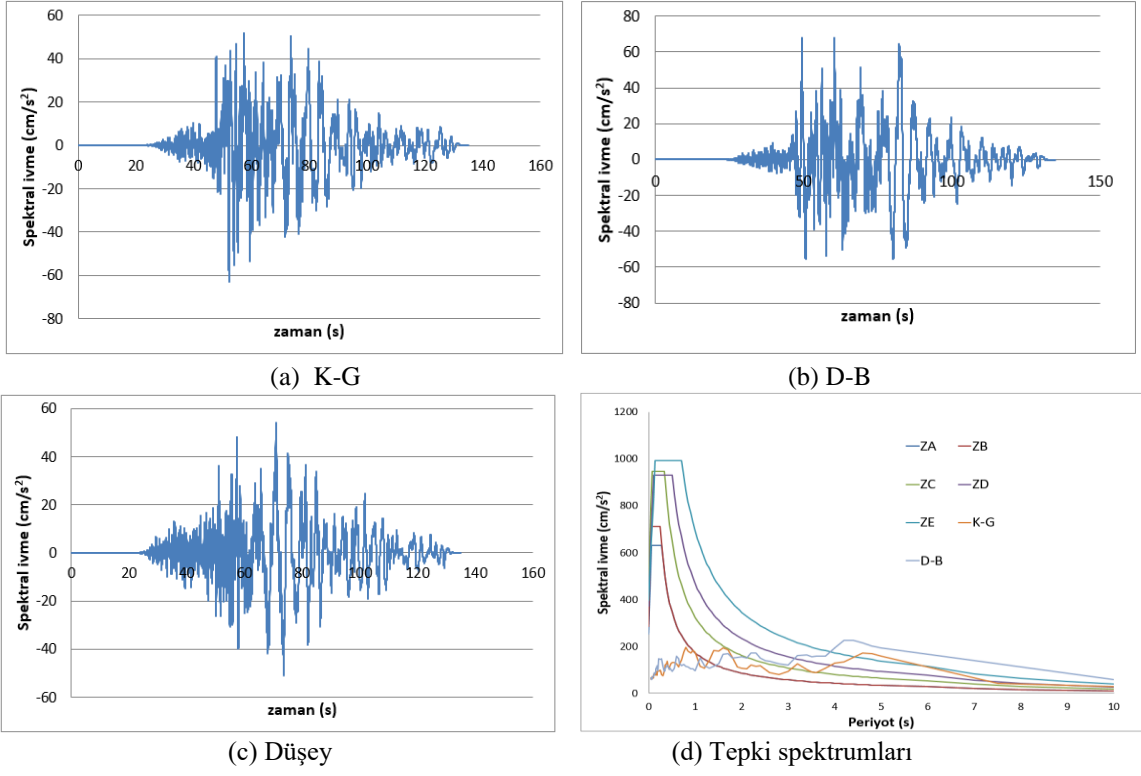 60
40
20
0
-20
-40
-60
-80
0 20 40 60 80 100 120 140 160
Spektral ivme (cm/s²)
zaman (s)
(a) K-G
80
60
40
20
0
-20
-40
-60
-80
0 50 100 150
Spektral ivme (cm/s²)
zaman (s)
(b) D-B
60
40
20
0
-20
-40
-60
0 20 40 60 80 100 120 140 160
Spektral ivme (cm/s²)
zaman (s)
(c) Düşey
1200
1000
800
600
400
200
0
0 1 2 3 4 5 6 7 8 9 10
Spektral ivme (cm/s²)
Periyot (s)
ZA ZB
ZC ZD
ZE K-G
D-B
(d) Tepki spektrumları